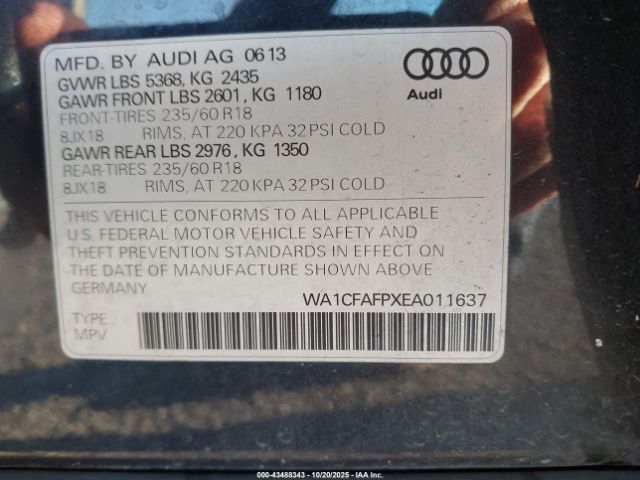 MFD. BY AUDI AG 0613
GVWR LBS 5368, KG 2435
GAWR FRONT LBS 2601, KG 1180
FRONT-TIRES 235/60 R18
8JX18 RIMS, AT 220 KPA 32 PSI COLD
GAWR REAR LBS 2976, KG 1350
REAR-TIRES 235/60 R18
8JX18 RIMS, AT 220 KPA 32 PSI COLD
Audi
THIS VEHICLE CONFORMS TO ALL APPLICABLE
U.S. FEDERAL MOTOR VEHICLE SAFETY AND
THEFT PREVENTION STANDARDS IN EFFECT ON
THE DATE OF MANUFACTURE SHOWN ABOVE
GERMANY
WA1CFAFPXEA011637
TYPE
MPV
000-43488343 - 10/20/2025 - IAA Inc.